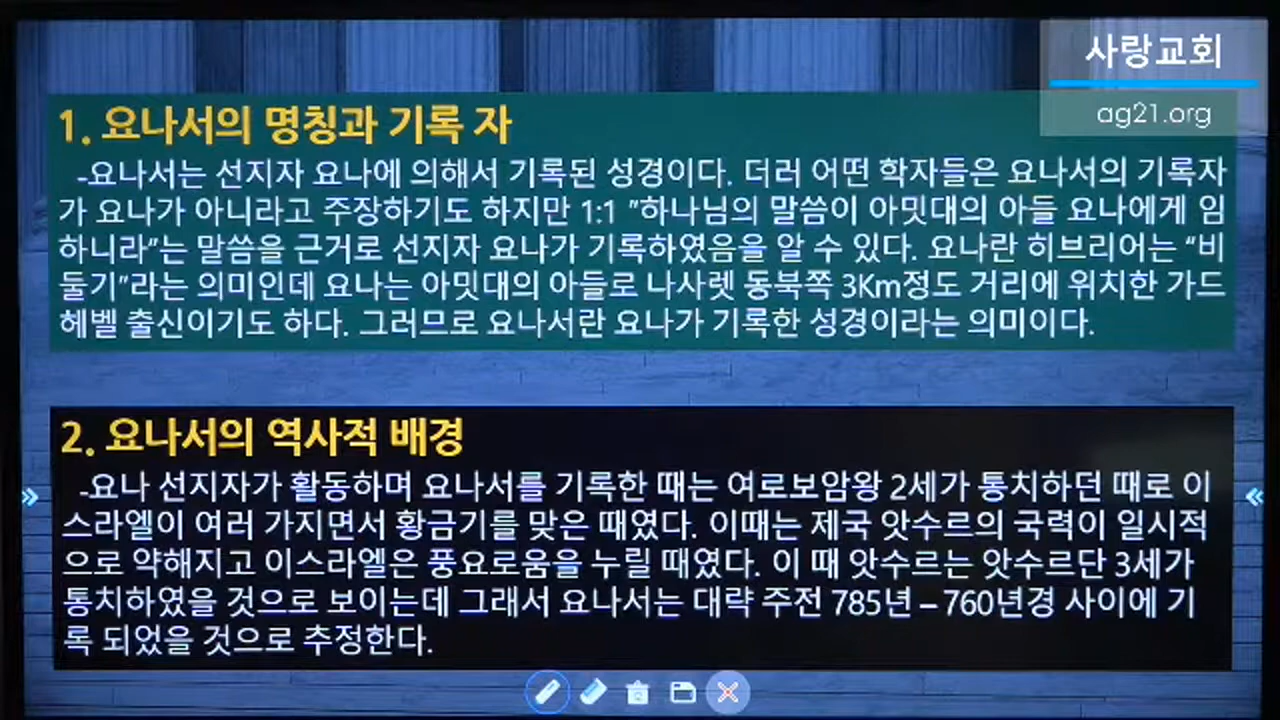 사랑교회
ag21.org
1. 요나서의 명칭과 기록 자
-요나서는 선지자 요나에 의해서 기록된 성경이다. 더러 어떤 학자들은 요나서의 기록자
가 요나가 아니라고 주장하기도 하지만 1:1 "하나님의 말씀이 아밋대의 아들 요나에게 임
하니라"는 말씀을 근거로 선지자 요나가 기록하였음을 알 수 있다. 요나란 히브리어는 "비
둘기"라는 의미인데 요나는 아밋대의 아들로 나사렛 동북쪽 3Km정도 거리에 위치한 가드
헤벨 출신이기도 하다. 그러므로 요나서란 요나가 기록한 성경이라는 의미이다.
2. 요나서의 역사적 배경
-요나 선지자가 활동하며 요나서를 기록한 때는 여로보암왕 2세가 통치하던 때로 이
스라엘이 여러 가지면서 황금기를 맞은 때였다. 이때는 제국 앗수르의 국력이 일시적
으로 약해지고 이스라엘은 풍요로움을 누릴 때였다. 이 때 앗수르는 앗수르단 3세가
통치하였을 것으로 보이는데 그래서 요나서는 대략 주전 785년 – 760년경 사이에 기
록 되었을 것으로 추정한다.